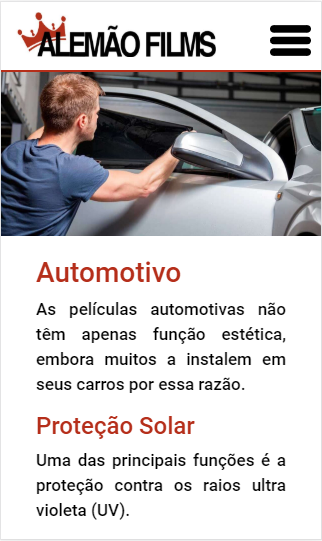 ALEMÃO FILMS
Automotivo
As películas automotivas não
têm apenas função estética,
embora muitos a instalem em
seus carros por essa razão.
Proteção Solar
Uma das principais funções é a
proteção contra os raios ultra
violeta (UV).